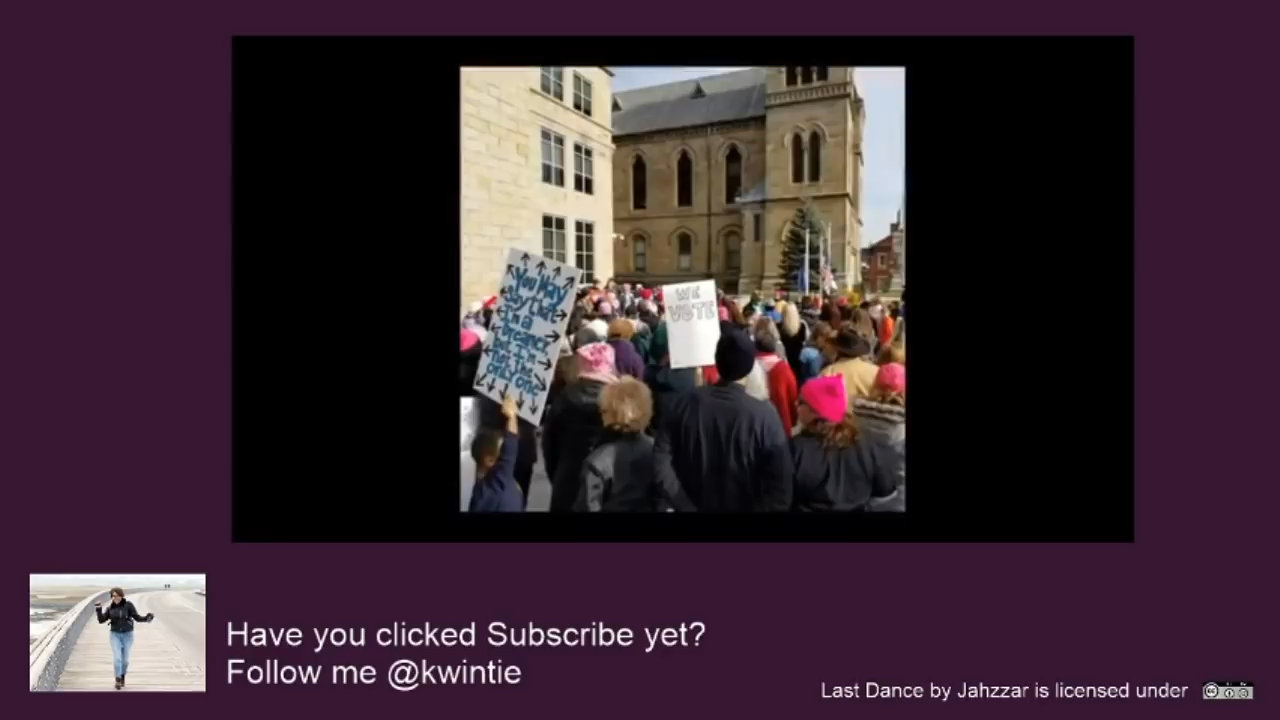 You May
Say that
I'm a
Dreamer
I'm
not the
only one
WE
VOTE
Have you clicked Subscribe yet?
Follow me @kwintie
Last Dance by Jahzzar is licensed under
cc